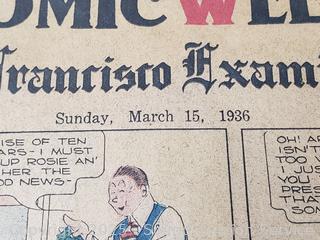 OMIC WE
Francisco Exami
Sunday, March 15, 1936
ISE OF TEN
ARS- I MUST
UP ROSIE AN'
HER THE
OD NEWS-
OH! AR
ISN'T
TOO
I JUS
YOU
PRES
THAT
SOM